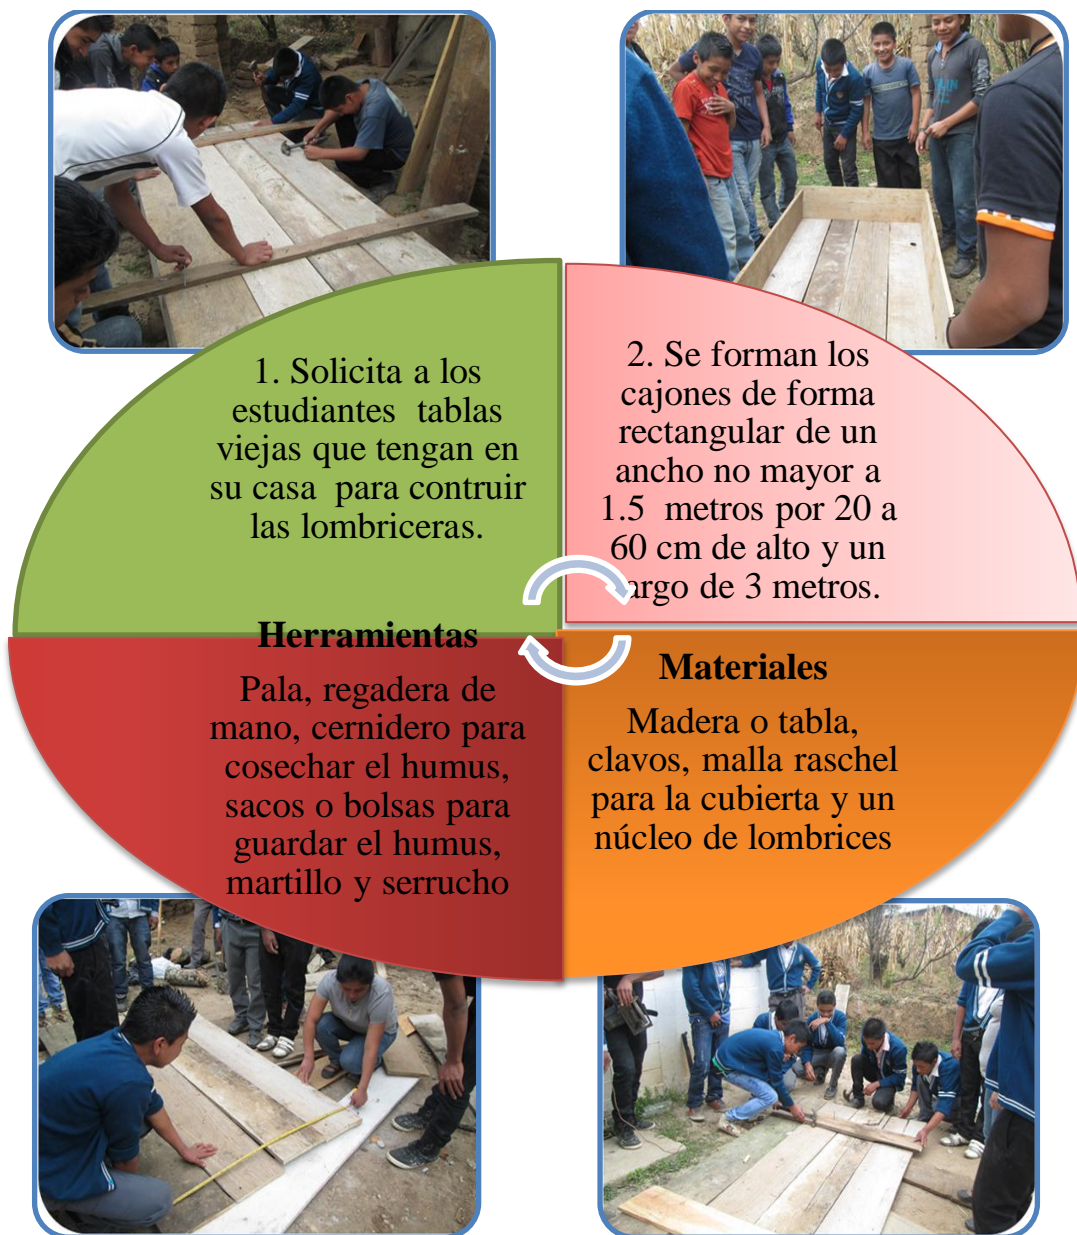 1. Solicita a los
estudiantes tablas
viejas que tengan en
su casa para contruir
las lombriceras.
2. Se forman los
cajones de forma
rectangular de un
ancho no mayor a
1.5 metros por 20 a
60 cm de alto y un
argo de 3 metros.
Herramientas
Pala, regadera de
mano, cernidero para
cosechar el humus,
sacos o bolsas para
guardar el humus,
martillo y serrucho
Materiales
Madera o tabla,
clavos, malla raschel
para la cubierta y un
núcleo de lombrices